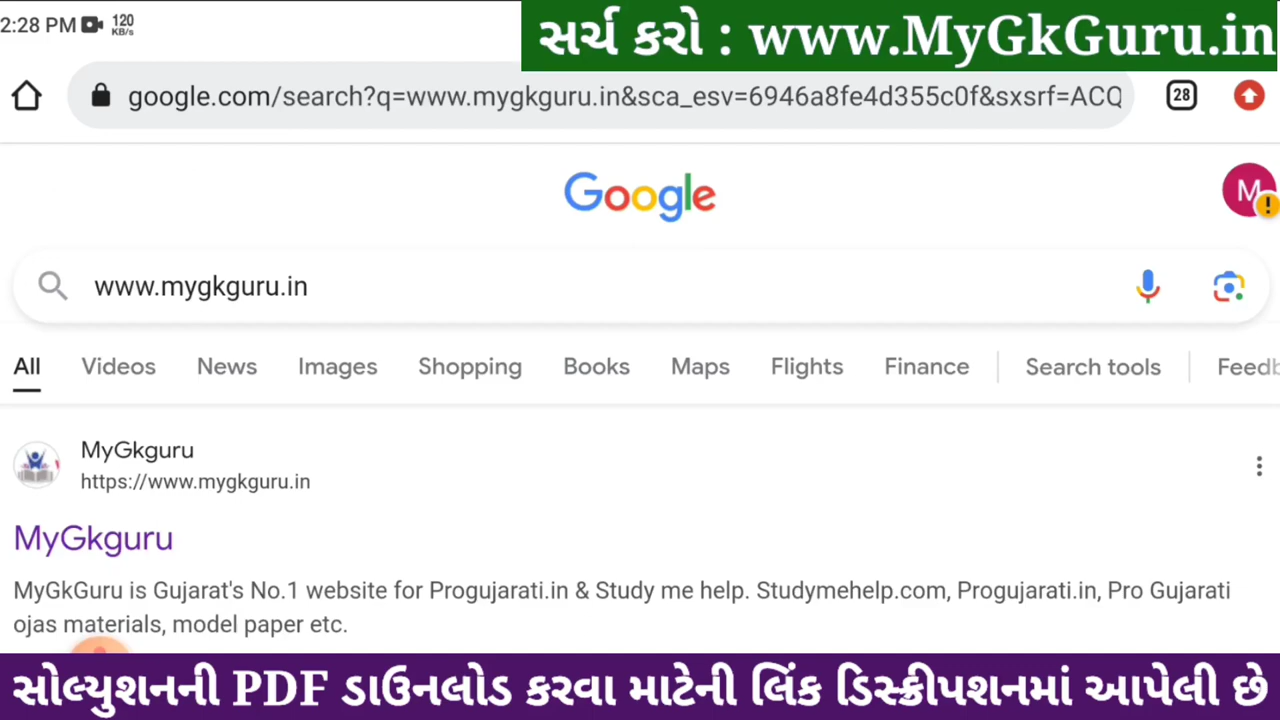 સર્ચ કરો : www.MyGkGuru.in
2:28 PM 120 KB/s
google.com/search?q=www.mygkguru.in&sca_esv=6946a8fe4d355c0f&sxsrf=ACQ
28
Google
M
www.mygkguru.in
All Videos News Images Shopping Books Maps Flights Finance Search tools Feedb
MyGkguru
https://www.mygkguru.in
MyGkguru
MyGkGuru is Gujarat's No.1 website for Progujarati.in & Study me help. Studymehelp.com, Progujarati.in, Pro Gujarati
ojas materials, model paper etc.
સોલ્યુશનની PDF ડાઉનલોડ કરવા માટેની લિંક ડિસ્ક્રીપશનમાં આપેલી છે